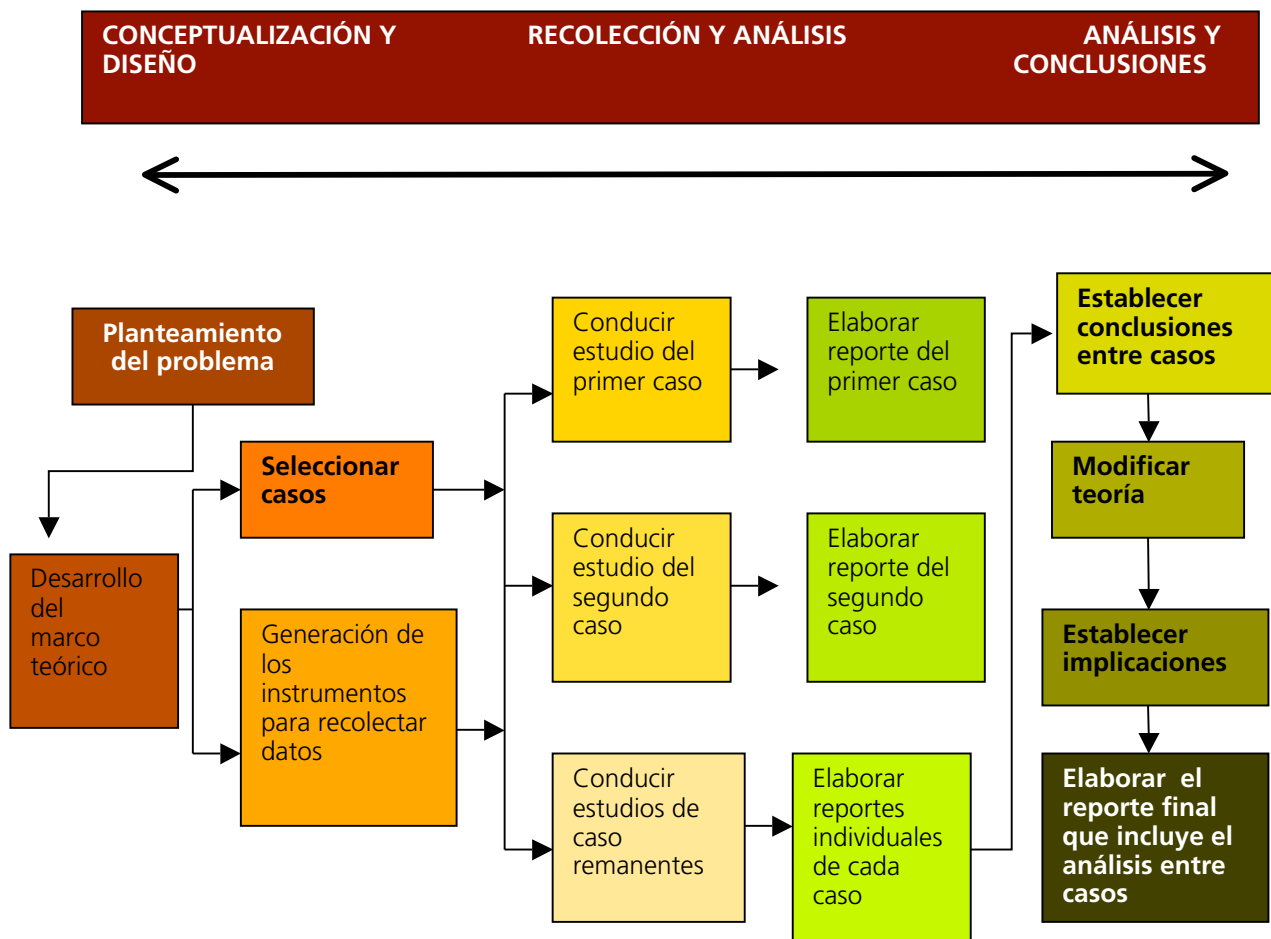 CONCEPTUALIZACIÓN Y
DISEÑO
RECOLECCIÓN Y ANÁLISIS
ANÁLISIS Y
CONCLUSIONES
Planteamiento
del problema
Desarrollo
del
marco
teórico
Seleccionar
casos
Generación de
los
instrumentos
para recolectar
datos
Conducir
estudio del
primer caso
Elaborar
reporte del
primer caso
Conducir
estudio del
segundo
caso
Elaborar
reporte del
segundo
caso
Conducir
estudios de
caso
remanentes
Elaborar
reportes
individuales
de cada
caso
Establecer
conclusiones
entre casos
Modificar
teoría
Establecer
implicaciones
Elaborar el
reporte final
que incluye el
análisis entre
casos